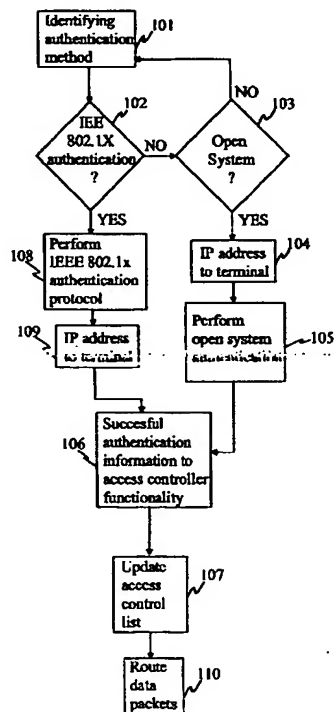 Identifying
authentication
method
101
102
IEE
802.1X
authentication
?
NO
NO
103
Open
System
?
YES
YES
108
Perform
IEEE 802.1x
authentication
protocol
IP address
to terminal
104
109
IP address
to terminal
Perform
open system
105
106
Succesful
authentication
information to
access controller
functionality
Update
access
control
list
107
Route
data
packets
110